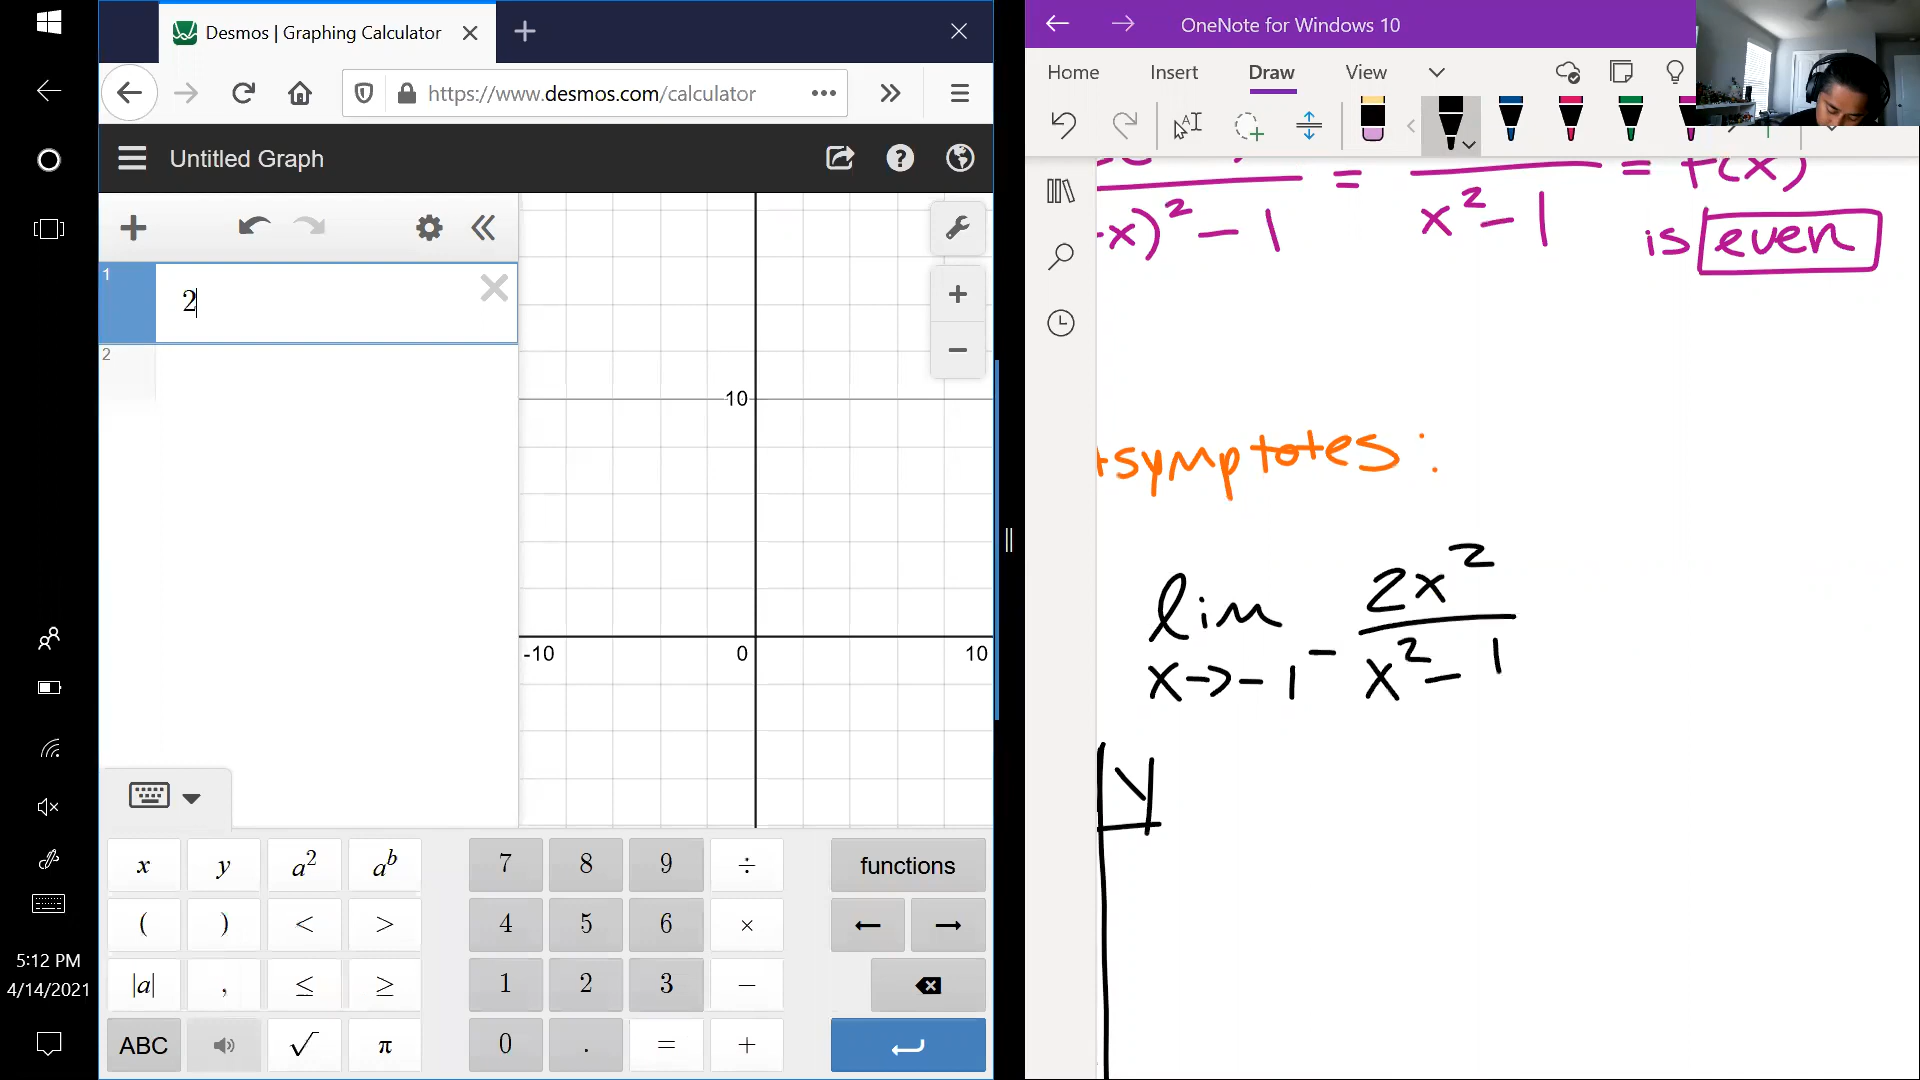 Desmos | Graphing Calculator
https://www.desmos.com/calculator
Untitled Graph
1
2
2
10
-10
0
10
functions
x y a² aᵇ 7 8 9 ÷
( ) < > 4 5 6 ×
|a| , ≤ ≥ 1 2 3 −
ABC √ π 0 . = +
5:12 PM
4/14/2021
OneNote for Windows 10
Home Insert Draw View
= = f(x)
x)² − 1 x² − 1 is even
symptotes :
lim 2x²
x→−1⁻ x² − 1
y